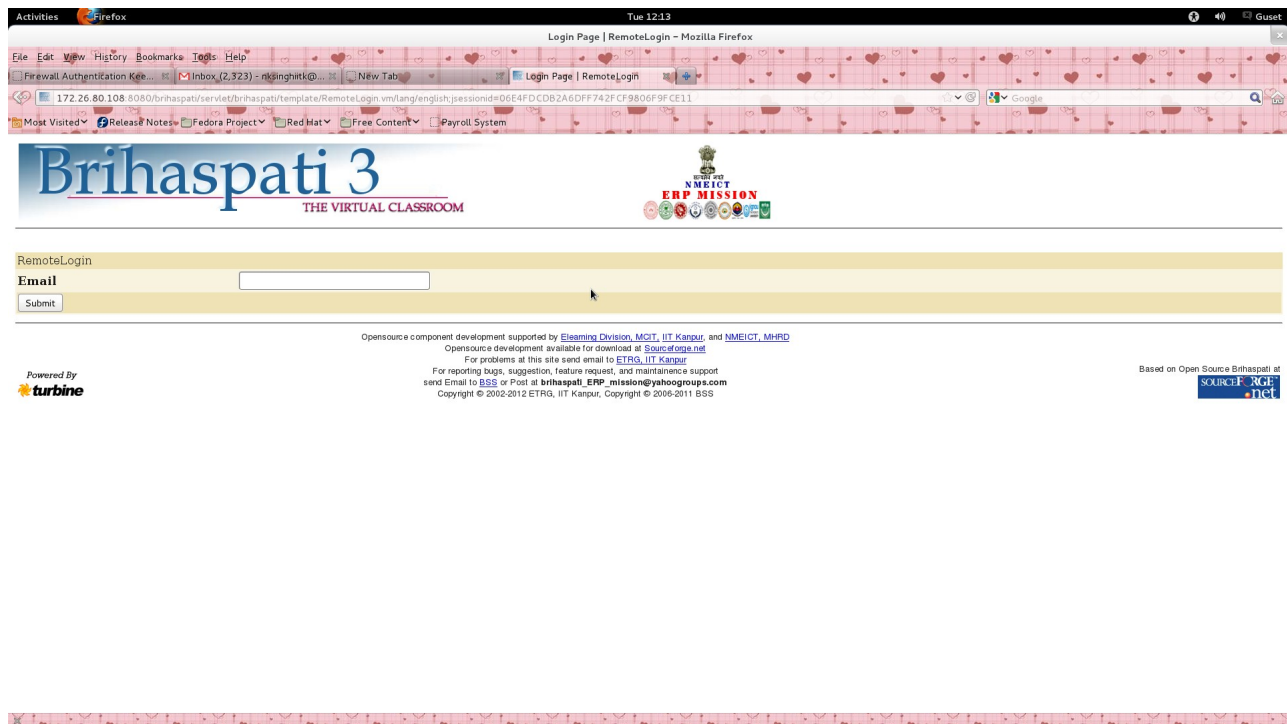 Activities Firefox Tue 12:13 Guset
Login Page | RemoteLogin - Mozilla Firefox
File Edit View History Bookmarks Tools Help
Firewall Authentication Kee... Inbox (2,323) - nksinghitk@... New Tab Login Page | RemoteLogin
172.26.80.108:8080/brihaspati/servlet/brihaspati/template/RemoteLogin.vm/lang/english;jsessionid=06E4FDCDB2A6DFF742FCF9806F9FCE11 Google
Most Visited Release Notes Fedora Project Red Hat Free Content Payroll System
Brihaspati 3
THE VIRTUAL CLASSROOM
NMEICT
ERP MISSION
RemoteLogin
Email
Submit
Opensource component development supported by Elearning Division, MCIT, IIT Kanpur, and NMEICT, MHRD
Opensource development available for download at Sourceforge.net
For problems at this site send email to ETRG, IIT Kanpur
For reporting bugs, suggestion, feature request, and maintainence support
send Email to BSS or Post at brihaspati_ERP_mission@yahoogroups.com
Copyright © 2002-2012 ETRG, IIT Kanpur, Copyright © 2006-2011 BSS
Powered By
turbine
Based on Open Source Brihaspati at
SOURCEFORGE
.net